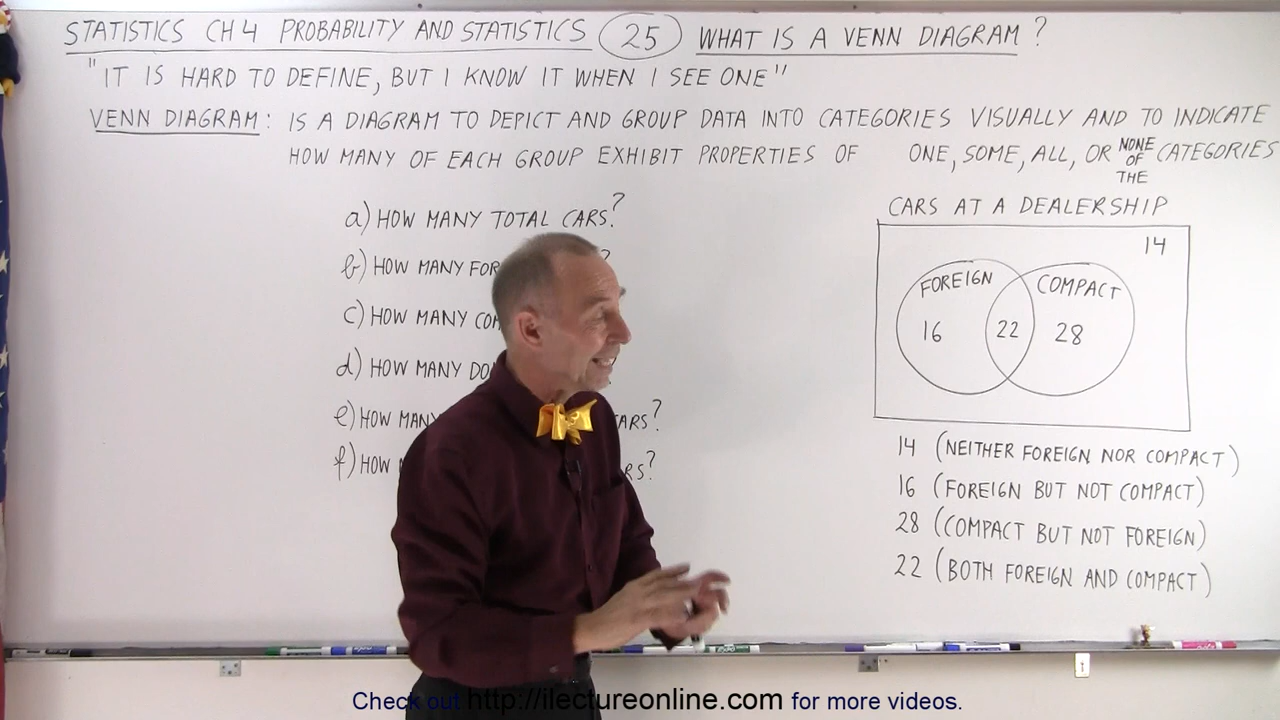 STATISTICS CH 4 PROBABILITY AND STATISTICS 25 WHAT IS A VENN DIAGRAM?
"IT IS HARD TO DEFINE, BUT I KNOW IT WHEN I SEE ONE"
VENN DIAGRAM: IS A DIAGRAM TO DEPICT AND GROUP DATA INTO CATEGORIES VISUALLY AND TO INDICATE
HOW MANY OF EACH GROUP EXHIBIT PROPERTIES OF ONE, SOME, ALL, OR NONE OF THE CATEGORIES
a) HOW MANY TOTAL CARS?
b) HOW MANY FOR ?
c) HOW MANY COM
d) HOW MANY DO ?
e) HOW MANY CARS?
f) HOW RS?
CARS AT A DEALERSHIP
14
FOREIGN COMPACT
16 22 28
14 (NEITHER FOREIGN NOR COMPACT)
16 (FOREIGN BUT NOT COMPACT)
28 (COMPACT BUT NOT FOREIGN)
22 (BOTH FOREIGN AND COMPACT)
Check out http://ilectureonline.com for more videos.